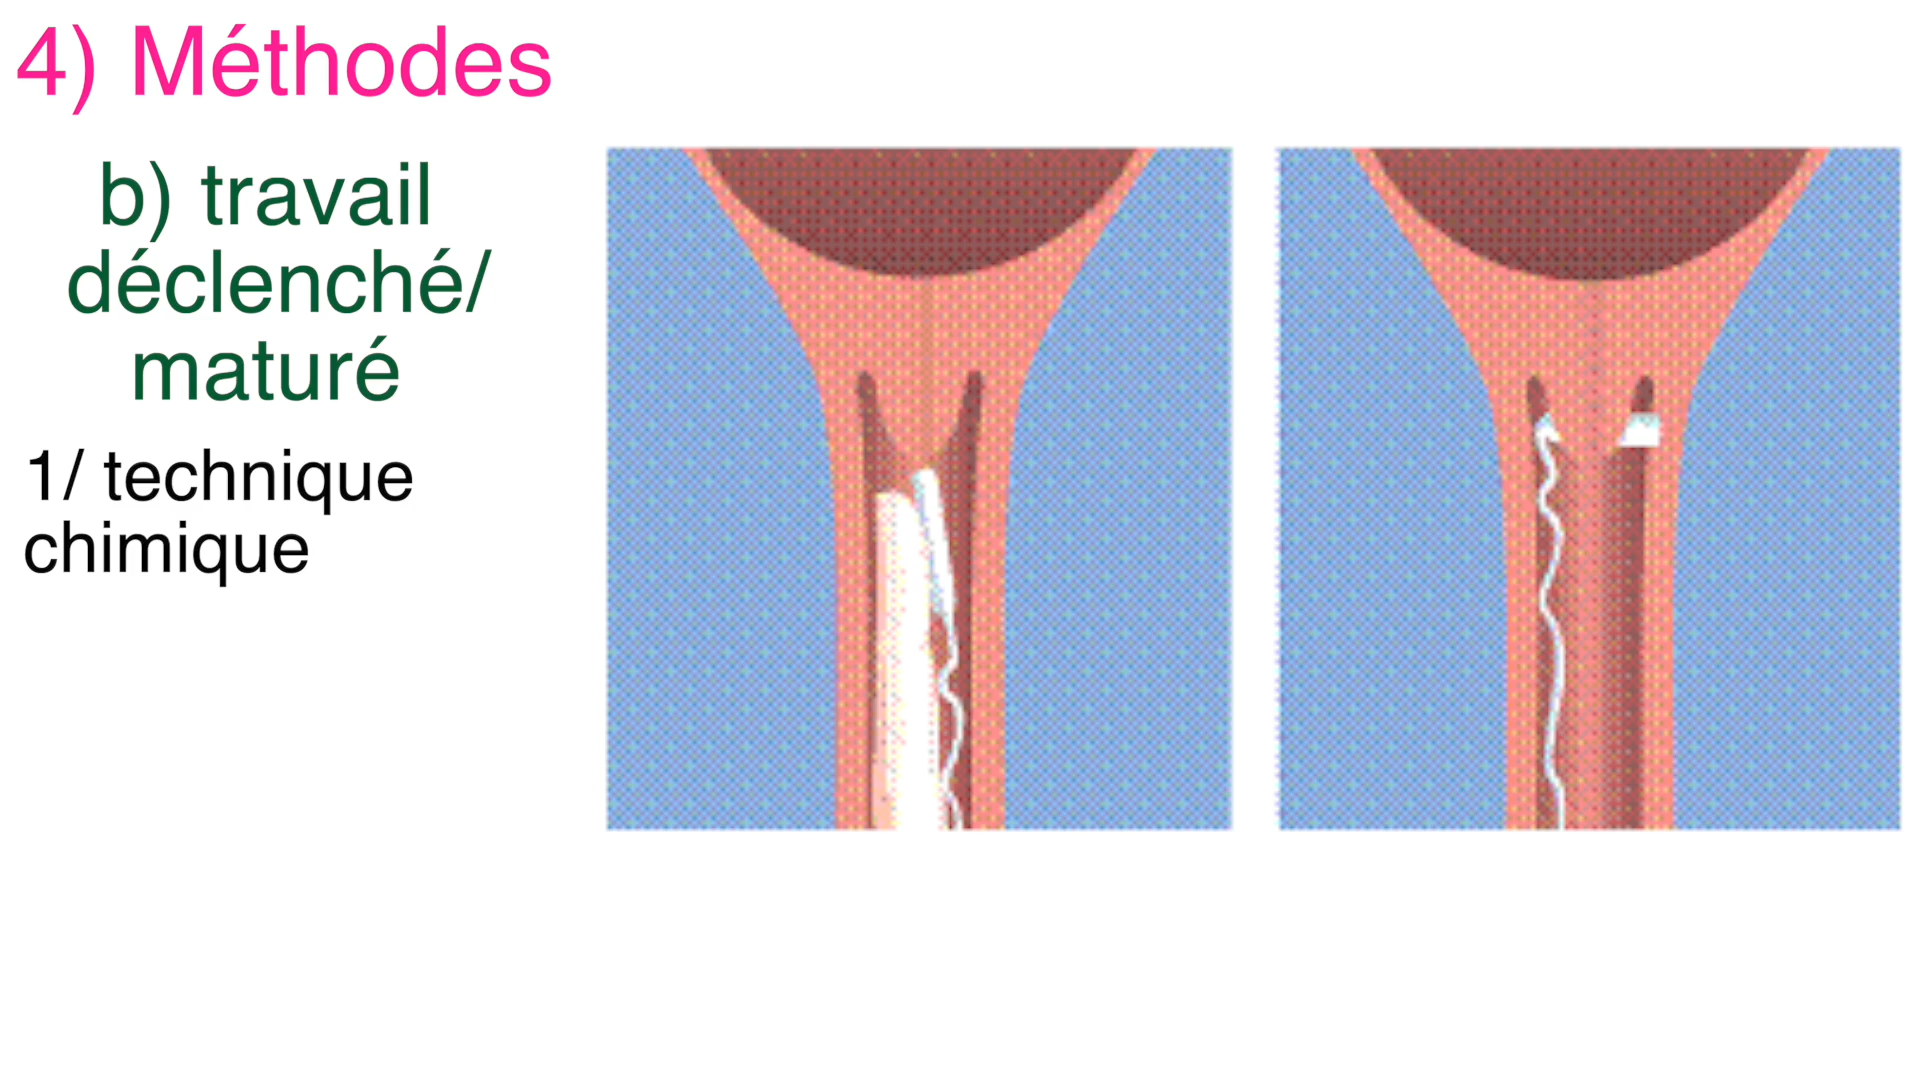 4) Méthodes
b) travail
déclenché/
maturé
1/ technique
chimique